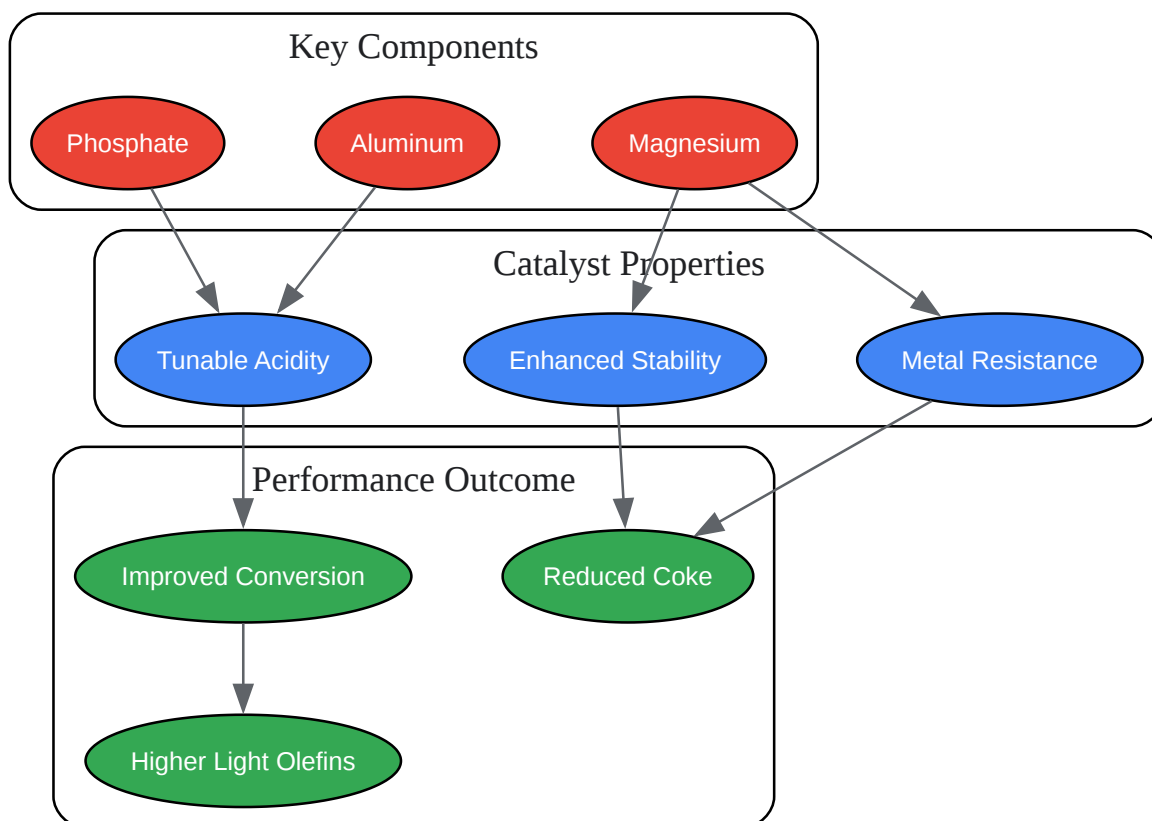 Key Components
Phosphate
Aluminum
Magnesium
Catalyst Properties
Tunable Acidity
Enhanced Stability
Metal Resistance
Performance Outcome
Improved Conversion
Reduced Coke
Higher Light Olefins